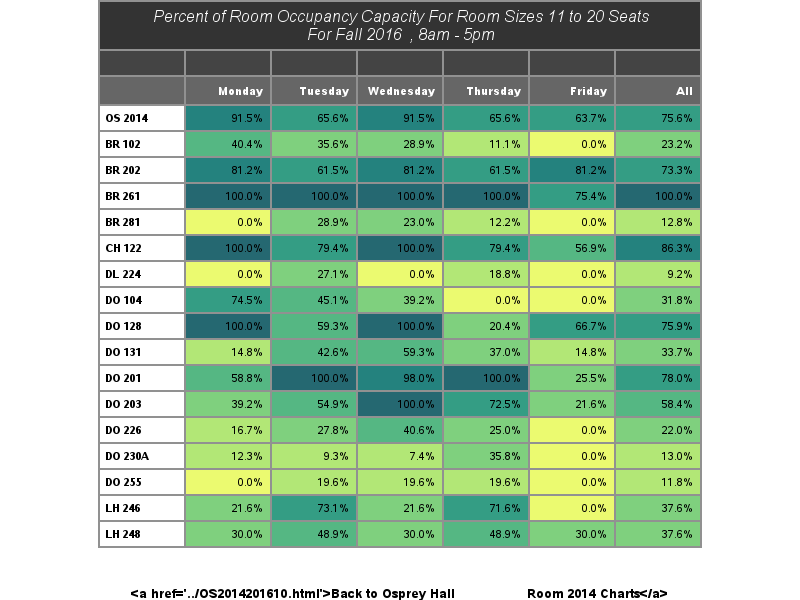 Percent of Room Occupancy Capacity For Room Sizes 11 to 20 Seats
For Fall 2016 , 8am - 5pm
Monday Tuesday Wednesday Thursday Friday All
OS 2014 91.5% 65.6% 91.5% 65.6% 63.7% 75.6%
BR 102 40.4% 35.6% 28.9% 11.1% 0.0% 23.2%
BR 202 81.2% 61.5% 81.2% 61.5% 81.2% 73.3%
BR 261 100.0% 100.0% 100.0% 100.0% 75.4% 100.0%
BR 281 0.0% 28.9% 23.0% 12.2% 0.0% 12.8%
CH 122 100.0% 79.4% 100.0% 79.4% 56.9% 86.3%
DL 224 0.0% 27.1% 0.0% 18.8% 0.0% 9.2%
DO 104 74.5% 45.1% 39.2% 0.0% 0.0% 31.8%
DO 128 100.0% 59.3% 100.0% 20.4% 66.7% 75.9%
DO 131 14.8% 42.6% 59.3% 37.0% 14.8% 33.7%
DO 201 58.8% 100.0% 98.0% 100.0% 25.5% 78.0%
DO 203 39.2% 54.9% 100.0% 72.5% 21.6% 58.4%
DO 226 16.7% 27.8% 40.6% 25.0% 0.0% 22.0%
DO 230A 12.3% 9.3% 7.4% 35.8% 0.0% 13.0%
DO 255 0.0% 19.6% 19.6% 19.6% 0.0% 11.8%
LH 246 21.6% 73.1% 21.6% 71.6% 0.0% 37.6%
LH 248 30.0% 48.9% 30.0% 48.9% 30.0% 37.6%
<a href='../OS2014201610.html'>Back to Osprey Hall Room 2014 Charts</a>